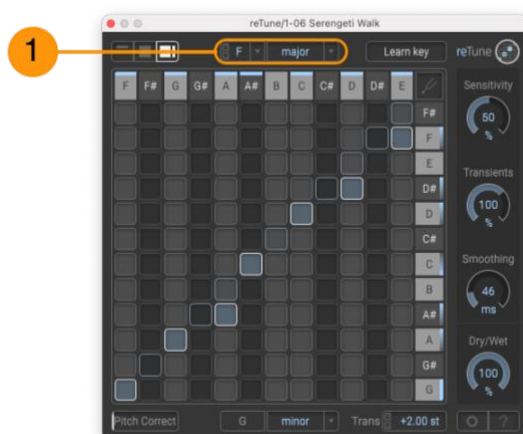 1
reTune/1-06 Serengeti Walk
F major Learn key reTune
F F# G G# A A# B C C# D D# E
Sensitivity
50
%
Transients
100
%
Smoothing
46
ms
Dry/Wet
100
%
F#
F
E
D#
D
C#
C
B
A#
A
G#
G
Pitch Correct G minor Trans +2.00 st ?